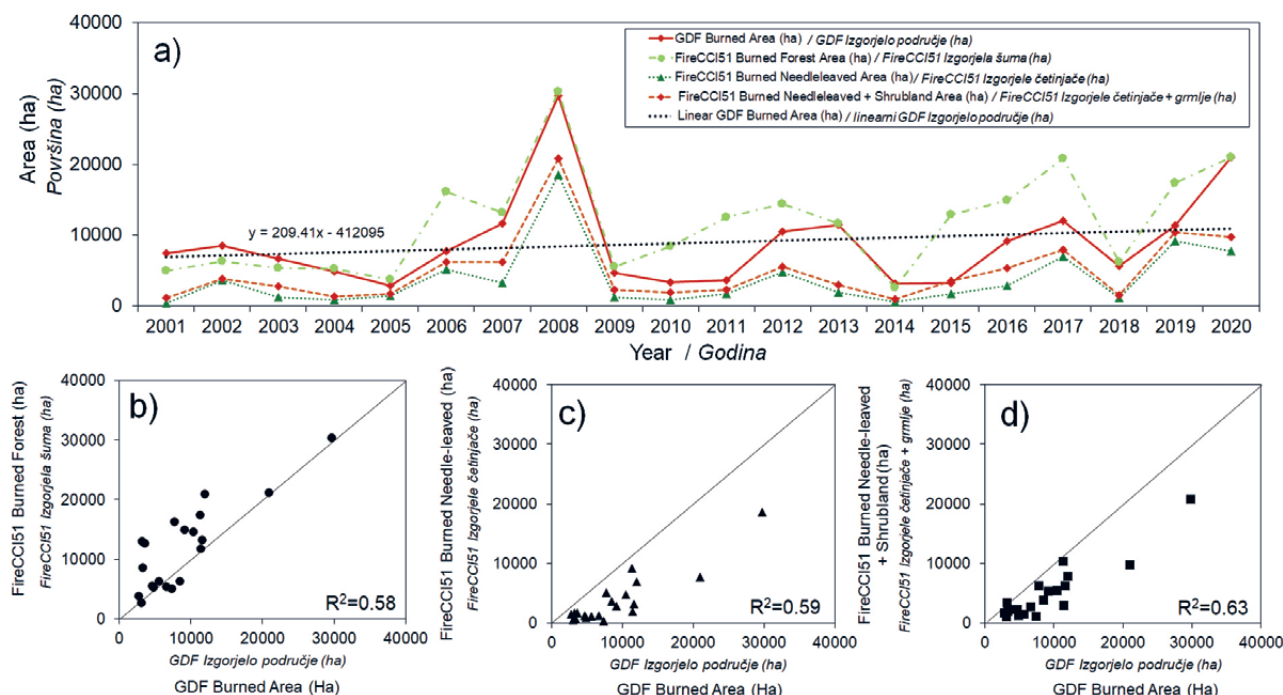 a)
Area (ha)
Površina (ha)
40000
30000
20000
10000
0
GDF Burned Area (ha) / GDF Izgorjelo područje (ha)
FireCCI51 Burned Forest Area (ha) / FireCCI51 Izgorjela šuma (ha)
FireCCI51 Burned Needleleaved Area (ha)/ FireCCI51 Izgorjele četinjače (ha)
FireCCI51 Burned Needleleaved + Shrubland Area (ha) / FireCCI51 Izgorjele četinjače + grmlje (ha)
Linear GDF Burned Area (ha) / linearni GDF Izgorjelo područje (ha)
y = 209.41x - 412095
2001 2002 2003 2004 2005 2006 2007 2008 2009 2010 2011 2012 2013 2014 2015 2016 2017 2018 2019 2020
Year / Godina
b)
FireCCI51 Burned Forest (ha)
FireCCI51 Izgorjela šuma (ha)
40000
30000
20000
10000
0
R²=0.58
0 10000 20000 30000 40000
GDF Izgorjelo područje (ha)
GDF Burned Area (Ha)
c)
FireCCI51 Burned Needle-leaved (ha)
FireCCI51 Izgorjele četinjače (ha)
40000
30000
20000
10000
0
R²=0.59
0 10000 20000 30000 40000
GDF Izgorjelo područje (ha)
GDF Burned Area (Ha)
d)
FireCCI51 Burned Needle-leaved
+ Shrubland (ha)
FireCCI51 Izgorjele četinjače + grmlje (ha)
40000
30000
20000
10000
0
R²=0.63
0 10000 20000 30000 40000
GDF Izgorjelo područje (ha)
GDF Burned Area (Ha)